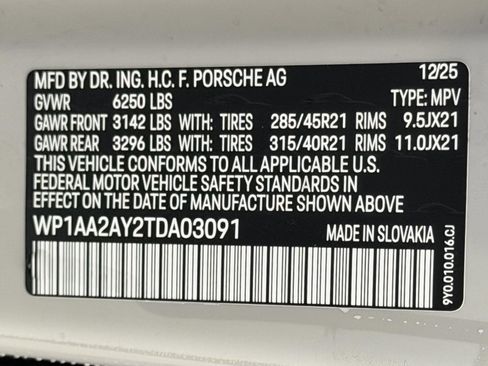 MFD BY DR. ING. H.C. F. PORSCHE AG 12/25
GVWR 6250 LBS TYPE: MPV
GAWR FRONT 3142 LBS WITH: TIRES 285/45R21 RIMS 9.5JX21
GAWR REAR 3296 LBS WITH: TIRES 315/40R21 RIMS 11.0JX21
THIS VEHICLE CONFORMS TO ALL APPLICABLE U.S.
FEDERAL MOTOR VEHICLE SAFETY STANDARDS IN
EFFECT ON THE DATE OF MANUFACTURE SHOWN ABOVE
WP1AA2AY2TDA03091 MADE IN SLOVAKIA
9Y0.010.016.CJ